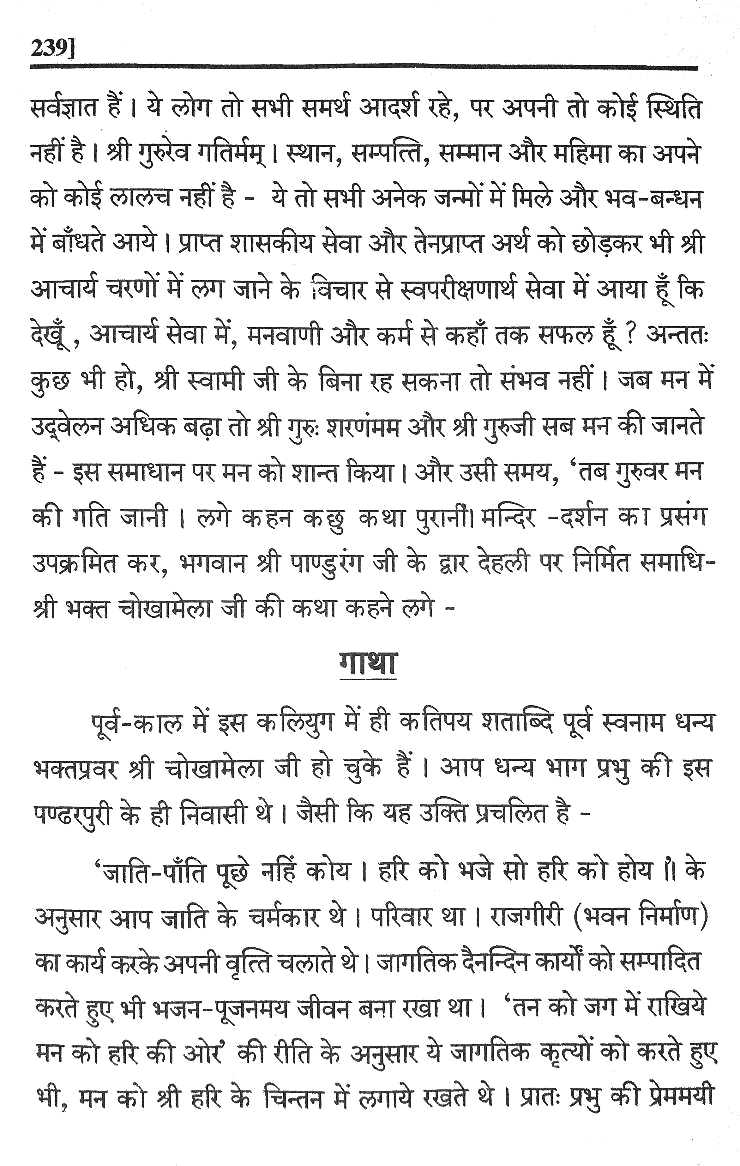 239]
सर्वज्ञात हैं। ये लोग तो सभी समर्थ आदर्श रहे, पर अपनी तो कोई स्थिति
नहीं है। श्री गुरुरेव गतिर्मम्। स्थान, सम्पत्ति, सम्मान और महिमा का अपने
को कोई लालच नहीं है - ये तो सभी अनेक जन्मों में मिले और भव-बन्धन
में बाँधते आये। प्राप्त शासकीय सेवा और तेनप्राप्त अर्थ को छोड़कर भी श्री
आचार्य चरणों में लग जाने के विचार से स्वपरीक्षणार्थ सेवा में आया हूँ कि
देखूँ , आचार्य सेवा में, मनवाणी और कर्म से कहाँ तक सफल हूँ ? अन्ततः
कुछ भी हो, श्री स्वामी जी के बिना रह सकना तो संभव नहीं। जब मन में
उद्वेलन अधिक बढ़ा तो श्री गुरुः शरणंमम और श्री गुरुजी सब मन की जानते
हैं - इस समाधान पर मन को शान्त किया। और उसी समय, ‘तब गुरुवर मन
की गति जानी । लगे कहन कछु कथा पुरानी।। मन्दिर -दर्शन का प्रसंग
उपक्रमित कर, भगवान श्री पाण्डुरंग जी के द्वार देहली पर निर्मित समाधि-
श्री भक्त चोखामेला जी की कथा कहने लगे -
गाथा
पूर्व-काल में इस कलियुग में ही कतिपय शताब्दि पूर्व स्वनाम धन्य
भक्तप्रवर श्री चोखामेला जी हो चुके हैं । आप धन्य भाग प्रभु की इस
पण्ढरपुरी के ही निवासी थे। जैसी कि यह उक्ति प्रचलित है -
‘जाति-पाँति पूछे नहिं कोय । हरि को भजे सो हरि को होय ।। के
अनुसार आप जाति के चर्मकार थे। परिवार था। राजगीरी (भवन निर्माण)
का कार्य करके अपनी वृत्ति चलाते थे। जागतिक दैनन्दिन कार्यों को सम्पादित
करते हुए भी भजन-पूजनमय जीवन बना रखा था। ‘तन को जग में राखिये
मन को हरि की ओर’ की रीति के अनुसार ये जागतिक कृत्यों को करते हुए
भी, मन को श्री हरि के चिन्तन में लगाये रखते थे। प्रातः प्रभु की प्रेममयी